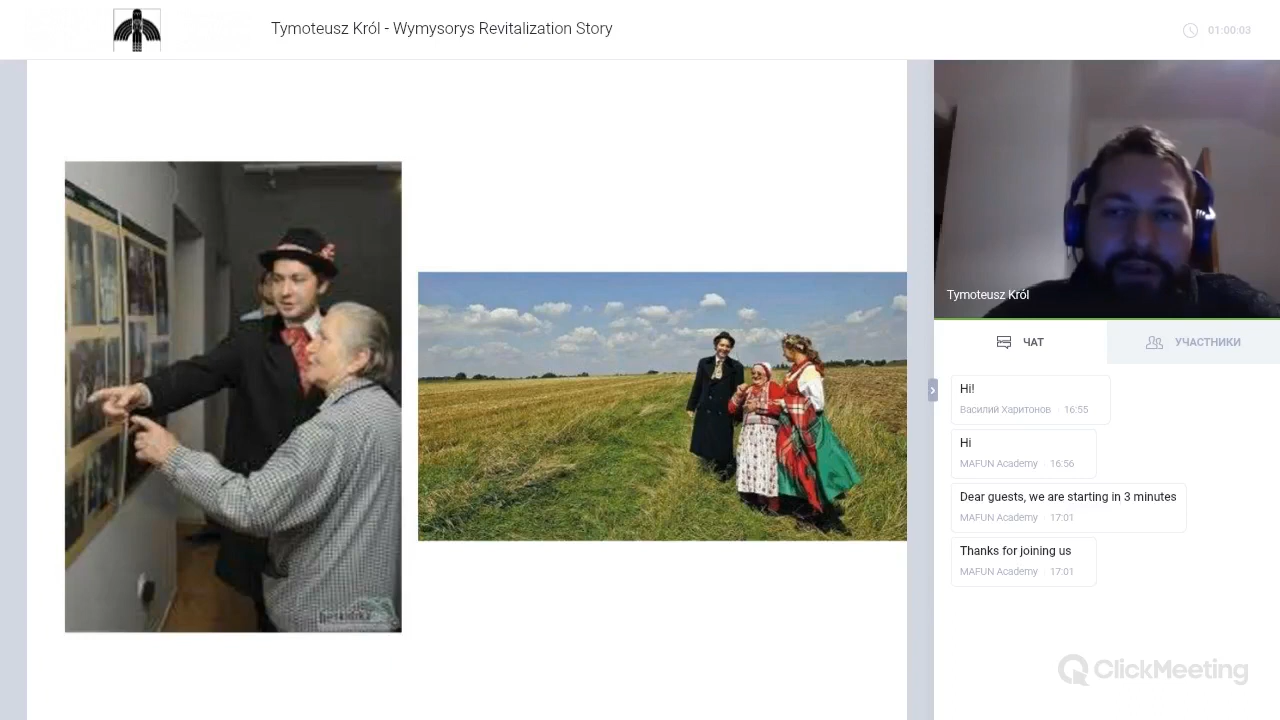 Tymoteusz Król - Wymysorys Revitalization Story
01:00:03
Tymoteusz Król
ЧАТ
УЧАСТНИКИ
Hi!
Василий Харитонов 16:55
Hi
MAFUN Academy 16:56
Dear guests, we are starting in 3 minutes
MAFUN Academy 17:01
Thanks for joining us
MAFUN Academy 17:01
ClickMeeting